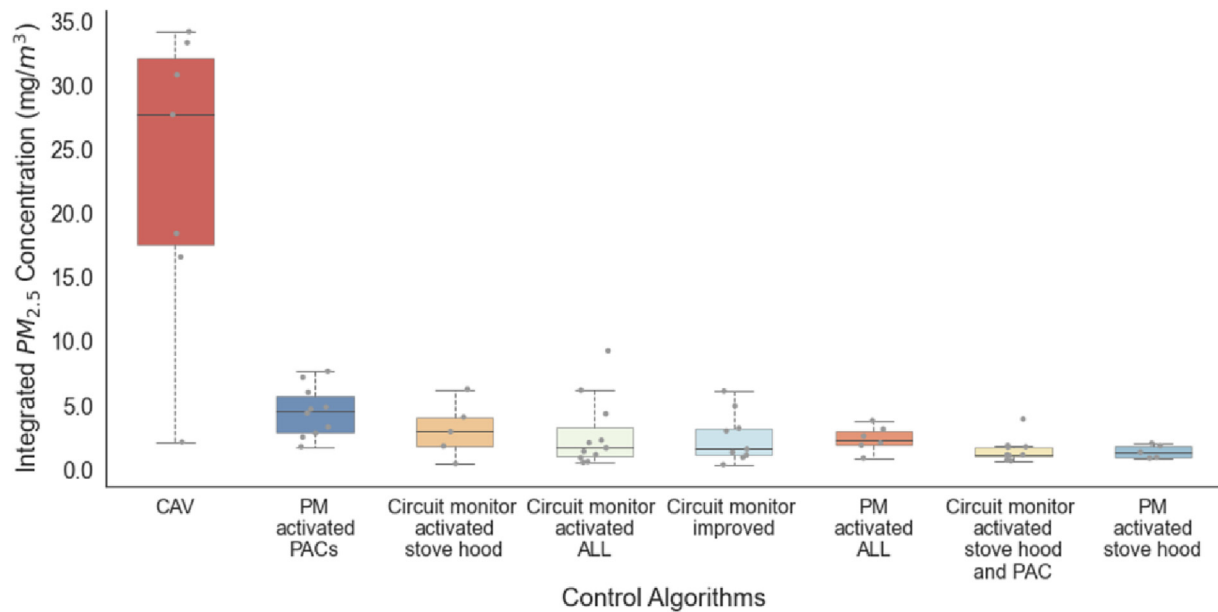 Integrated PM2.5 Concentration (mg/m3)
35.0
30.0
25.0
20.0
15.0
10.0
5.0
0.0
CAV
PM
activated
PACs
Circuit monitor
activated
stove hood
Circuit monitor
activated
ALL
Circuit monitor
improved
PM
activated
ALL
Circuit monitor
activated
stove hood
and PAC
PM
activated
stove hood
Control Algorithms